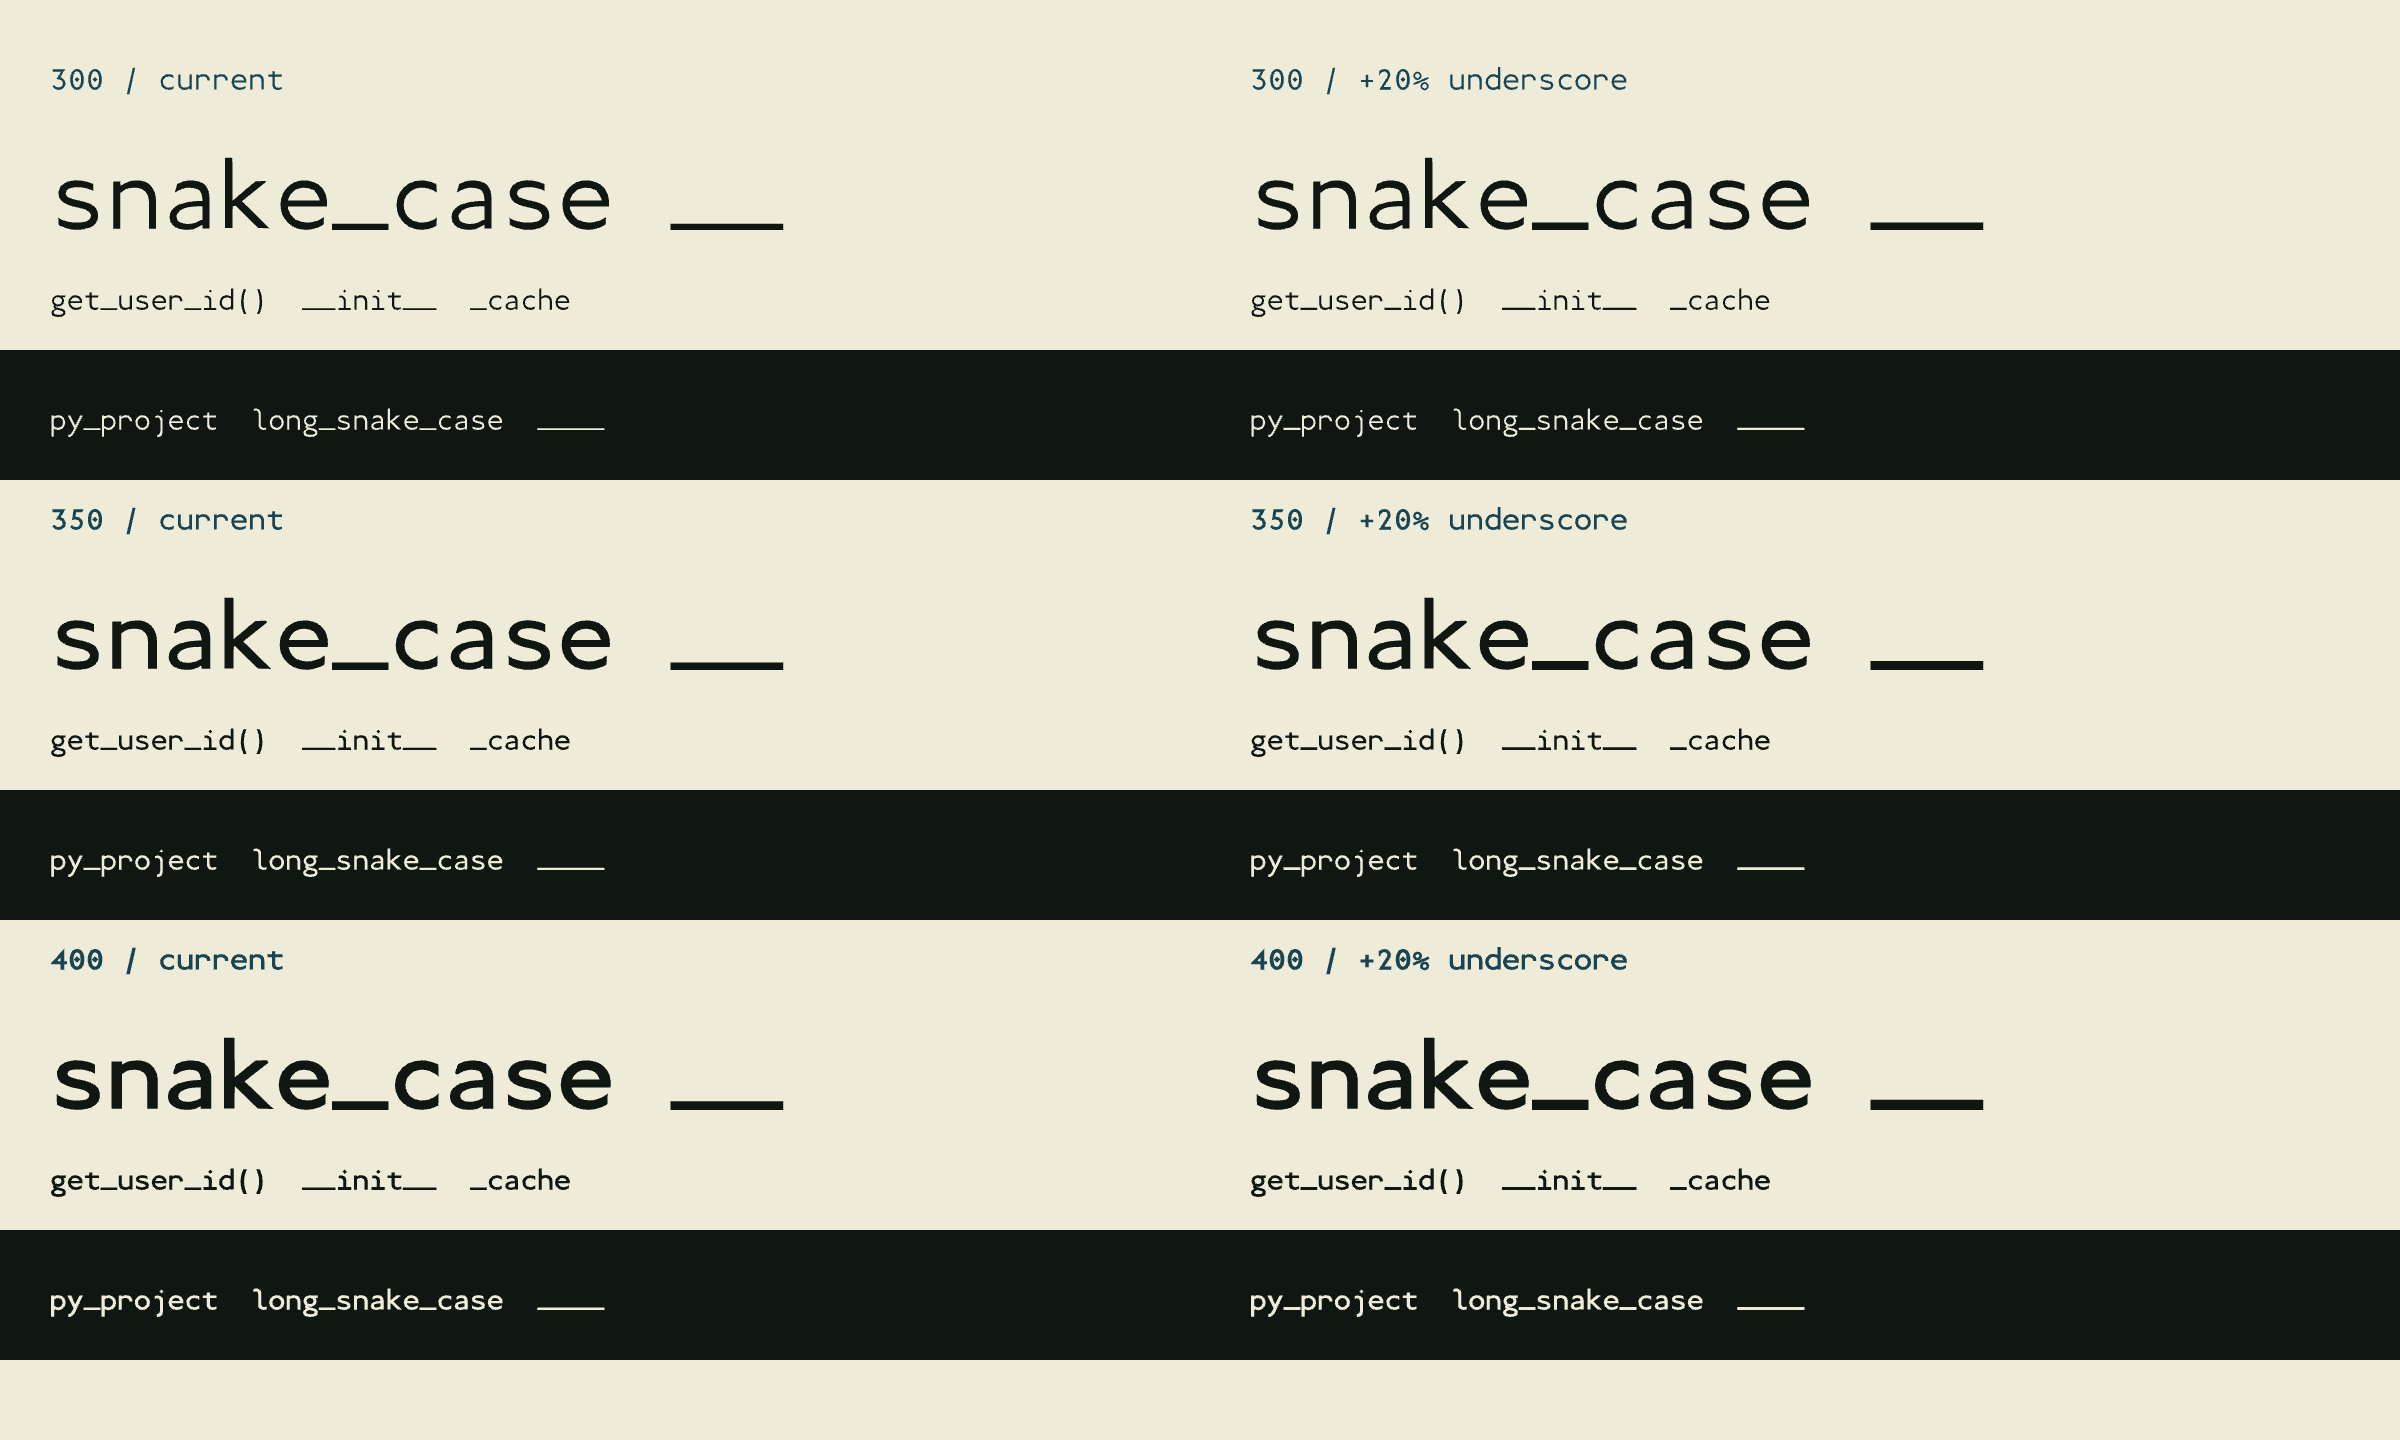 300 / current
snake_case __
get_user_id()  __init__  _cache
py_project  long_snake_case  ____
300 / +20% underscore
snake_case __
get_user_id()  __init__  _cache
py_project  long_snake_case  ____
350 / current
snake_case __
get_user_id()  __init__  _cache
py_project  long_snake_case  ____
350 / +20% underscore
snake_case __
get_user_id()  __init__  _cache
py_project  long_snake_case  ____
400 / current
snake_case __
get_user_id()  __init__  _cache
py_project  long_snake_case  ____
400 / +20% underscore
snake_case __
get_user_id()  __init__  _cache
py_project  long_snake_case  ____